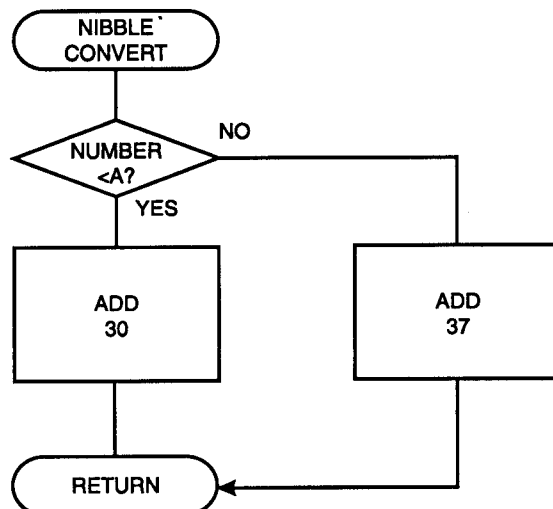 NIBBLE
CONVERT
NUMBER
<A?
NO
YES
ADD
30
ADD
37
RETURN